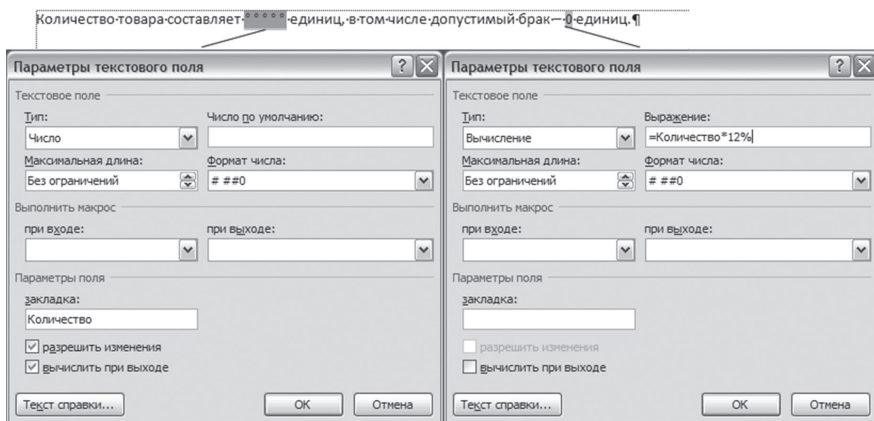 Количество·товара·составляет·°°°°°·единиц,·в·том·числе·допустимый·брак·–·0·единиц.¶
Параметры текстового поля
Текстовое поле
Тип:
Число по умолчанию:
Число
Максимальная длина:
Формат числа:
Без ограничений
# ##0
Выполнить макрос
при входе:
при выходе:
Параметры поля
закладка:
Количество
разрешить изменения
вычислить при выходе
Текст справки...
ОК
Отмена
Параметры текстового поля
Текстовое поле
Тип:
Выражение:
Вычисление
=Количество*12%
Максимальная длина:
Формат числа:
Без ограничений
# ##0
Выполнить макрос
при входе:
при выходе:
Параметры поля
закладка:
разрешить изменения
вычислить при выходе
Текст справки...
ОК
Отмена